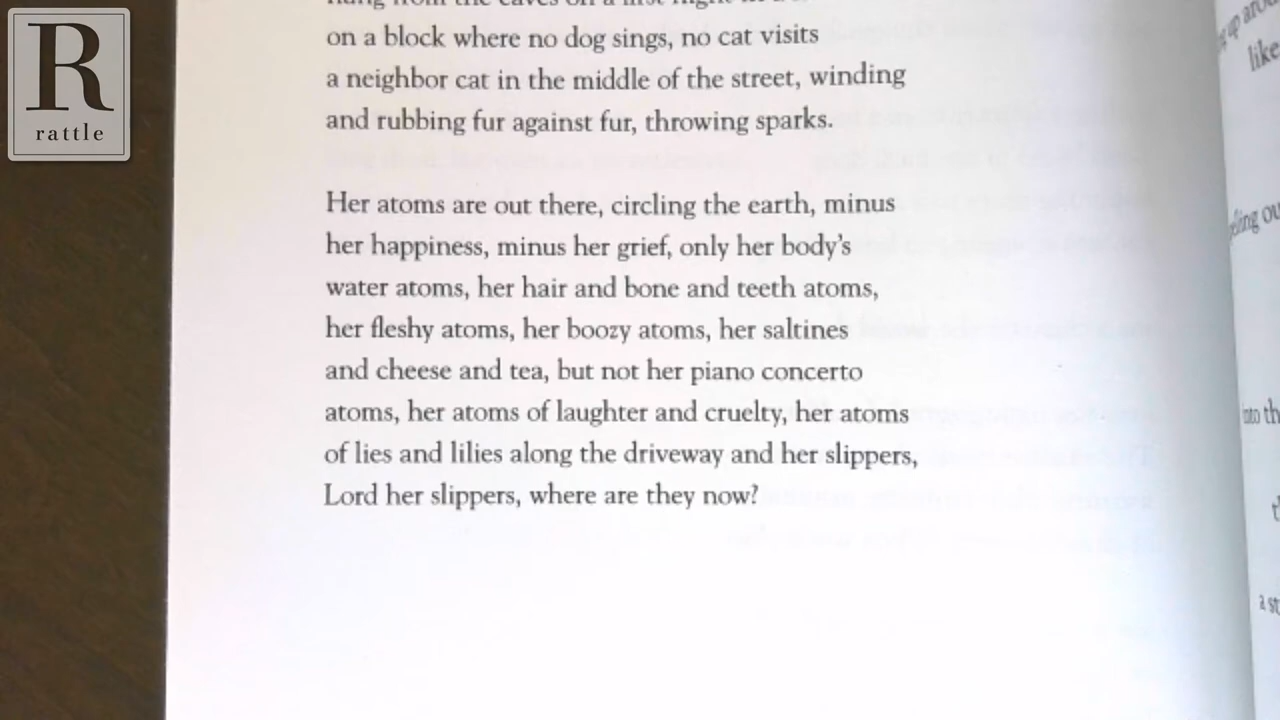 R
rattle
on a block where no dog sings, no cat visits
a neighbor cat in the middle of the street, winding
and rubbing fur against fur, throwing sparks.
Her atoms are out there, circling the earth, minus
her happiness, minus her grief, only her body's
water atoms, her hair and bone and teeth atoms,
her fleshy atoms, her boozy atoms, her saltines
and cheese and tea, but not her piano concerto
atoms, her atoms of laughter and cruelty, her atoms
of lies and lilies along the driveway and her slippers,
Lord her slippers, where are they now?
up
like
into